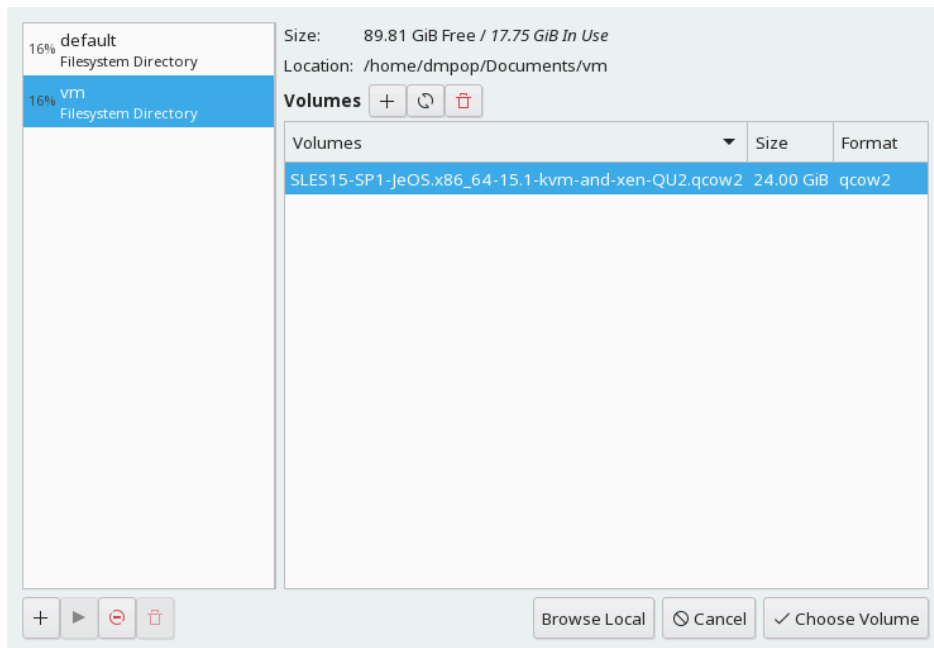 16% default
Filesystem Directory
16% vm
Filesystem Directory
Size: 89.81 GiB Free / 17.75 GiB In Use
Location: /home/dmpop/Documents/vm
Volumes
Volumes Size Format
SLES15-SP1-JeOS.x86_64-15.1-kvm-and-xen-QU2.qcow2 24.00 GiB qcow2
Browse Local Cancel Choose Volume